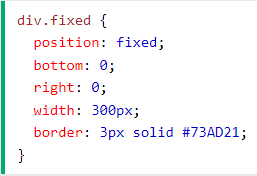 div.fixed {
  position: fixed;
  bottom: 0;
  right: 0;
  width: 300px;
  border: 3px solid #73AD21;
}